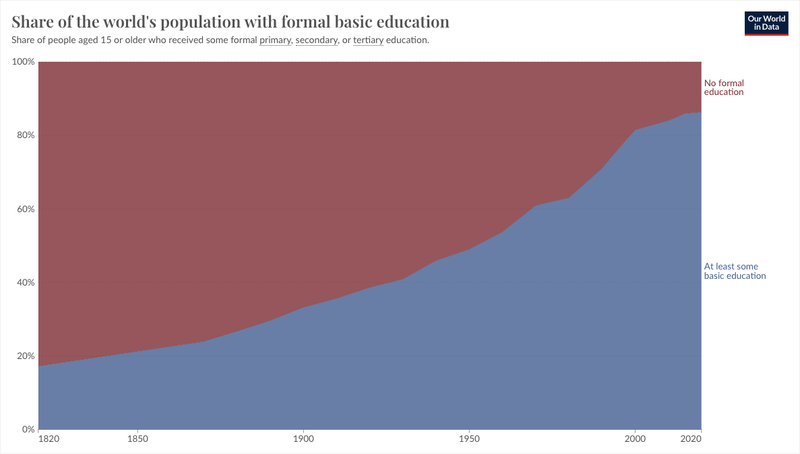 Share of the world's population with formal basic education
Share of people aged 15 or older who received some formal primary, secondary, or tertiary education.
Our World
in Data
100%
80%
60%
40%
20%
0%
No formal
education
At least some
basic education
1820
1850
1900
1950
2000
2020